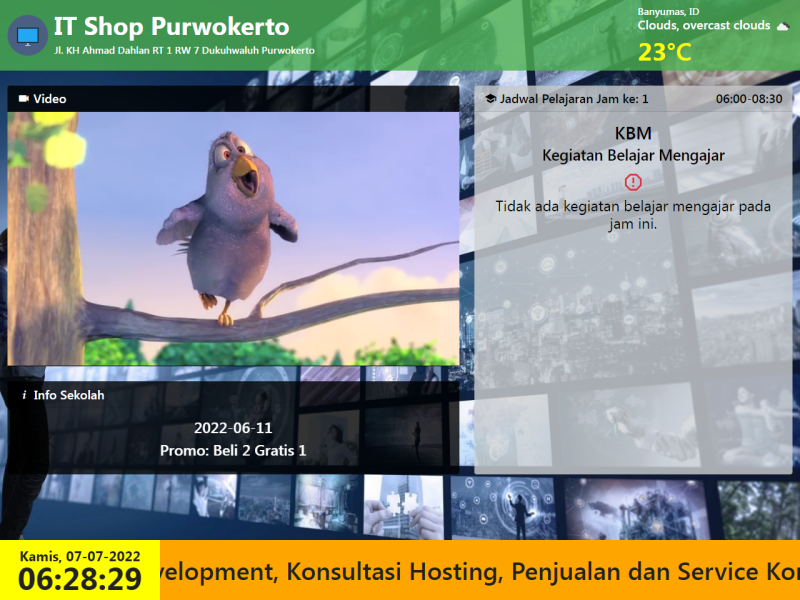 IT Shop Purwokerto
Jl. KH Ahmad Dahlan RT 1 RW 7 Dukuhwaluh Purwokerto
Banyumas, ID
Clouds, overcast clouds
23°C
Video
Jadwal Pelajaran Jam ke: 1 06:00-08:30
KBM
Kegiatan Belajar Mengajar
Tidak ada kegiatan belajar mengajar pada
jam ini.
Info Sekolah
2022-06-11
Promo: Beli 2 Gratis 1
Kamis, 07-07-2022
06:28:29
velopment, Konsultasi Hosting, Penjualan dan Service Kom